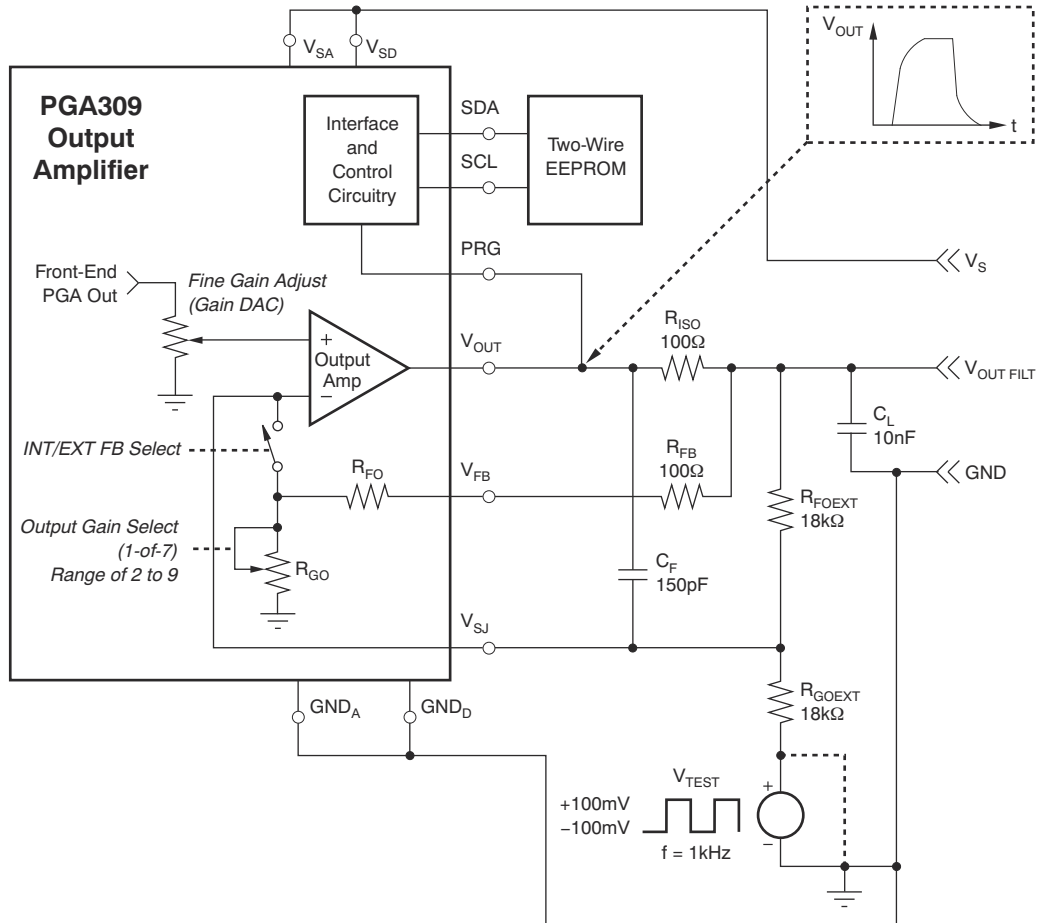 V_SA
V_SD
V_OUT
t
PGA309
Output
Amplifier
Interface
and
Control
Circuitry
SDA
SCL
Two-Wire
EEPROM
PRG
V_S
Front-End
PGA Out
Fine Gain Adjust
(Gain DAC)
+
Output
Amp
−
V_OUT
R_ISO
100Ω
V_OUT FILT
C_L
10nF
GND
INT/EXT FB Select
R_FO
V_FB
R_FB
100Ω
R_FOEXT
18kΩ
Output Gain Select
(1-of-7)
Range of 2 to 9
R_GO
C_F
150pF
V_SJ
R_GOEXT
18kΩ
GND_A
GND_D
V_TEST
+100mV
−100mV
f = 1kHz
+
−